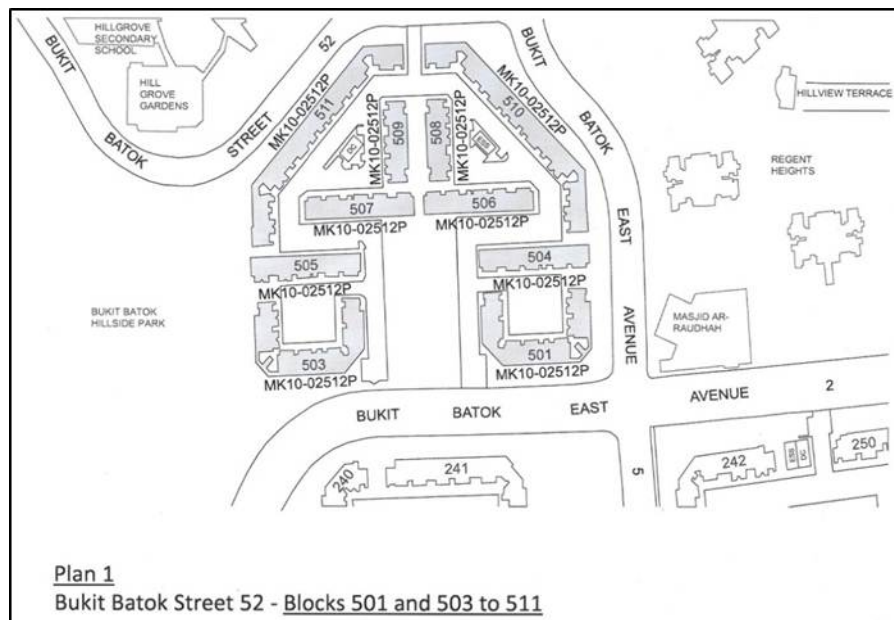 HILLGROVE
SECONDARY
SCHOOL
HILL
GROVE
GARDENS
BUKIT
BATOK
STREET
52
BUKIT
BATOK
EAST
AVENUE
5
HILLVIEW TERRACE
REGENT
HEIGHTS
MK10-02512P
511
MK10-02512P
510
DC
MK10-02512P
509
508
MK10-02512P
ESS
507
MK10-02512P
506
MK10-02512P
505
MK10-02512P
504
MK10-02512P
BUKIT BATOK
HILLSIDE PARK
MASJID AR-
RAUDHAH
503
MK10-02512P
501
MK10-02512P
BUKIT BATOK EAST AVENUE 2
240
241
242
ESS
DC
250
Plan 1
Bukit Batok Street 52 - Blocks 501 and 503 to 511